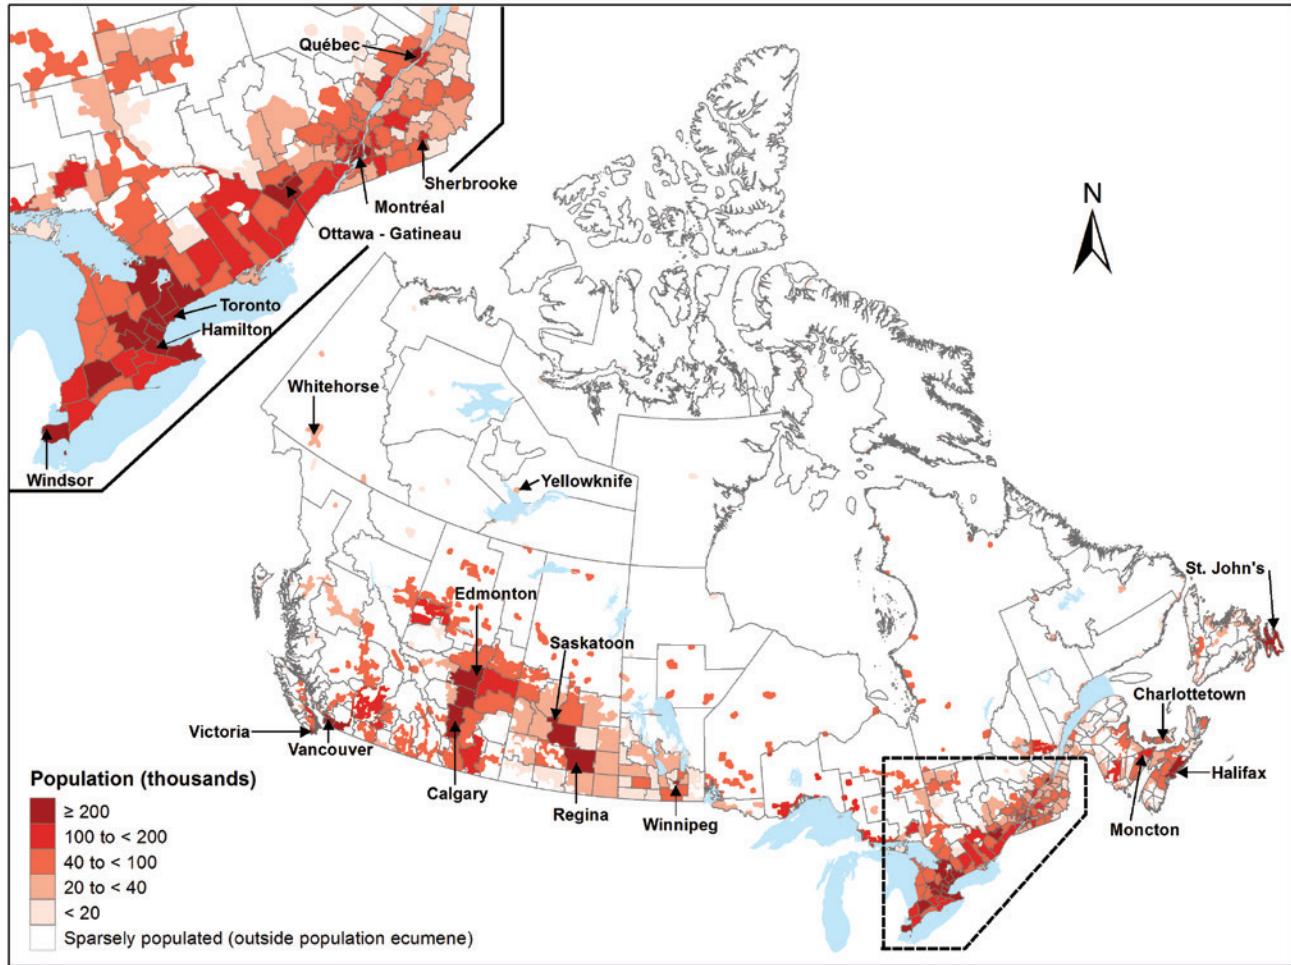 Québec
Sherbrooke
Montréal
Ottawa - Gatineau
Toronto
Hamilton
Windsor
N
Whitehorse
Yellowknife
St. John's
Edmonton
Saskatoon
Charlottetown
Victoria
Vancouver
Halifax
Calgary
Regina
Winnipeg
Moncton
Population (thousands)
≥ 200
100 to < 200
40 to < 100
20 to < 40
< 20
Sparsely populated (outside population ecumene)